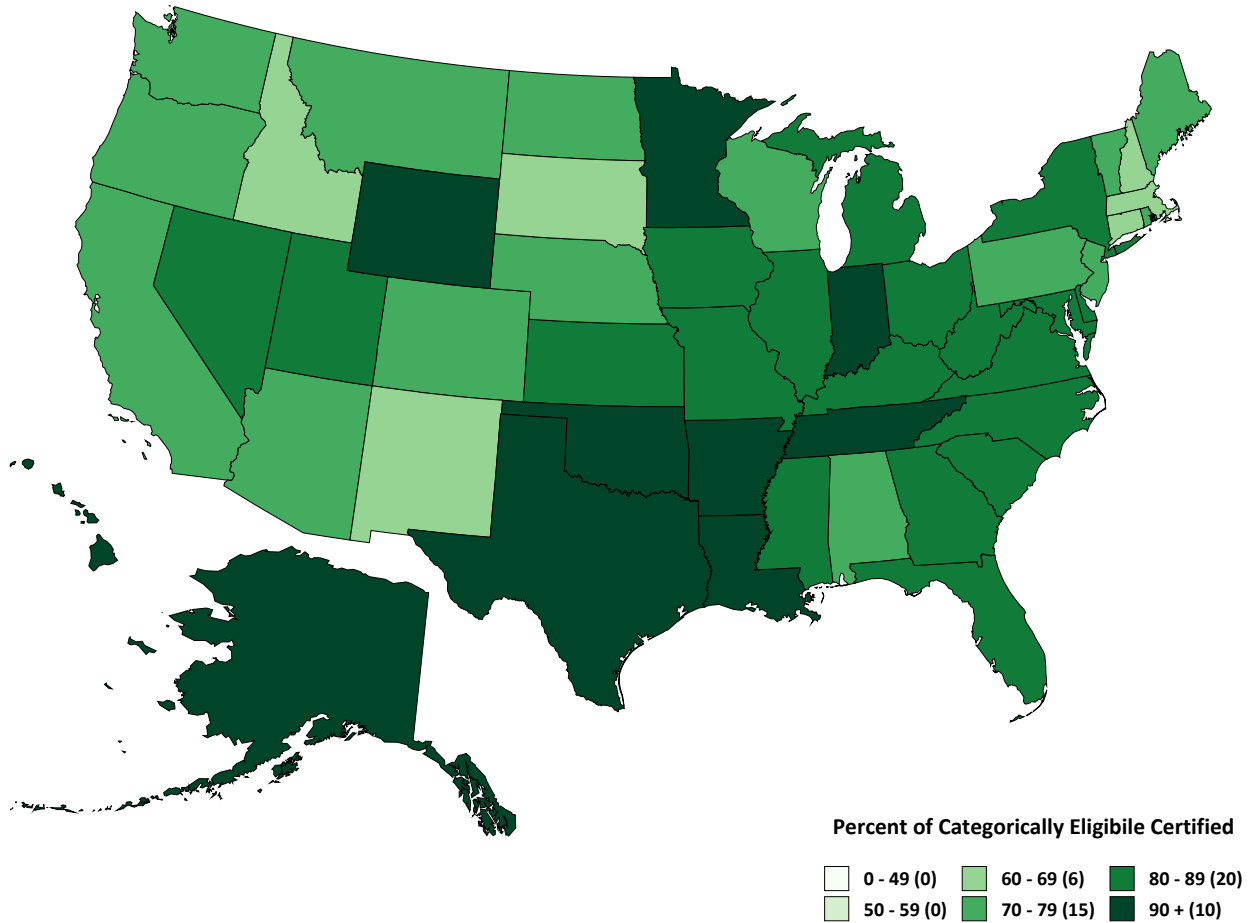 Percent of Categorically Eligibile Certified
0 - 49 (0) 60 - 69 (6) 80 - 89 (20)
50 - 59 (0) 70 - 79 (15) 90 + (10)